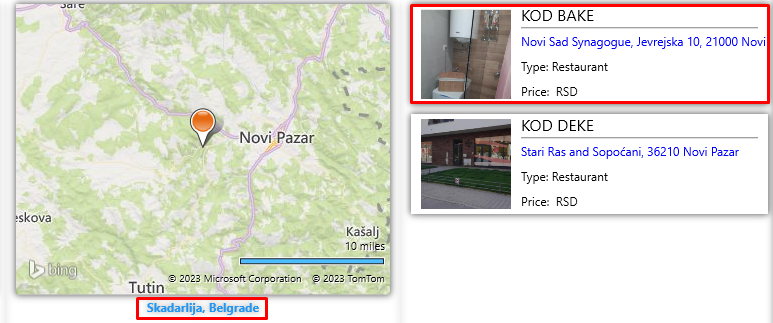 Sare
Novi Pazar
eskova
Kašalj
10 miles
bing
© 2023 Microsoft Corporation © 2023 TomTom
Tutin
Skadarlija, Belgrade
KOD BAKE
Novi Sad Synagogue, Jevrejska 10, 21000 Novi
Type: Restaurant
Price: RSD
KOD DEKE
Stari Ras and Sopoćani, 36210 Novi Pazar
Type: Restaurant
Price: RSD